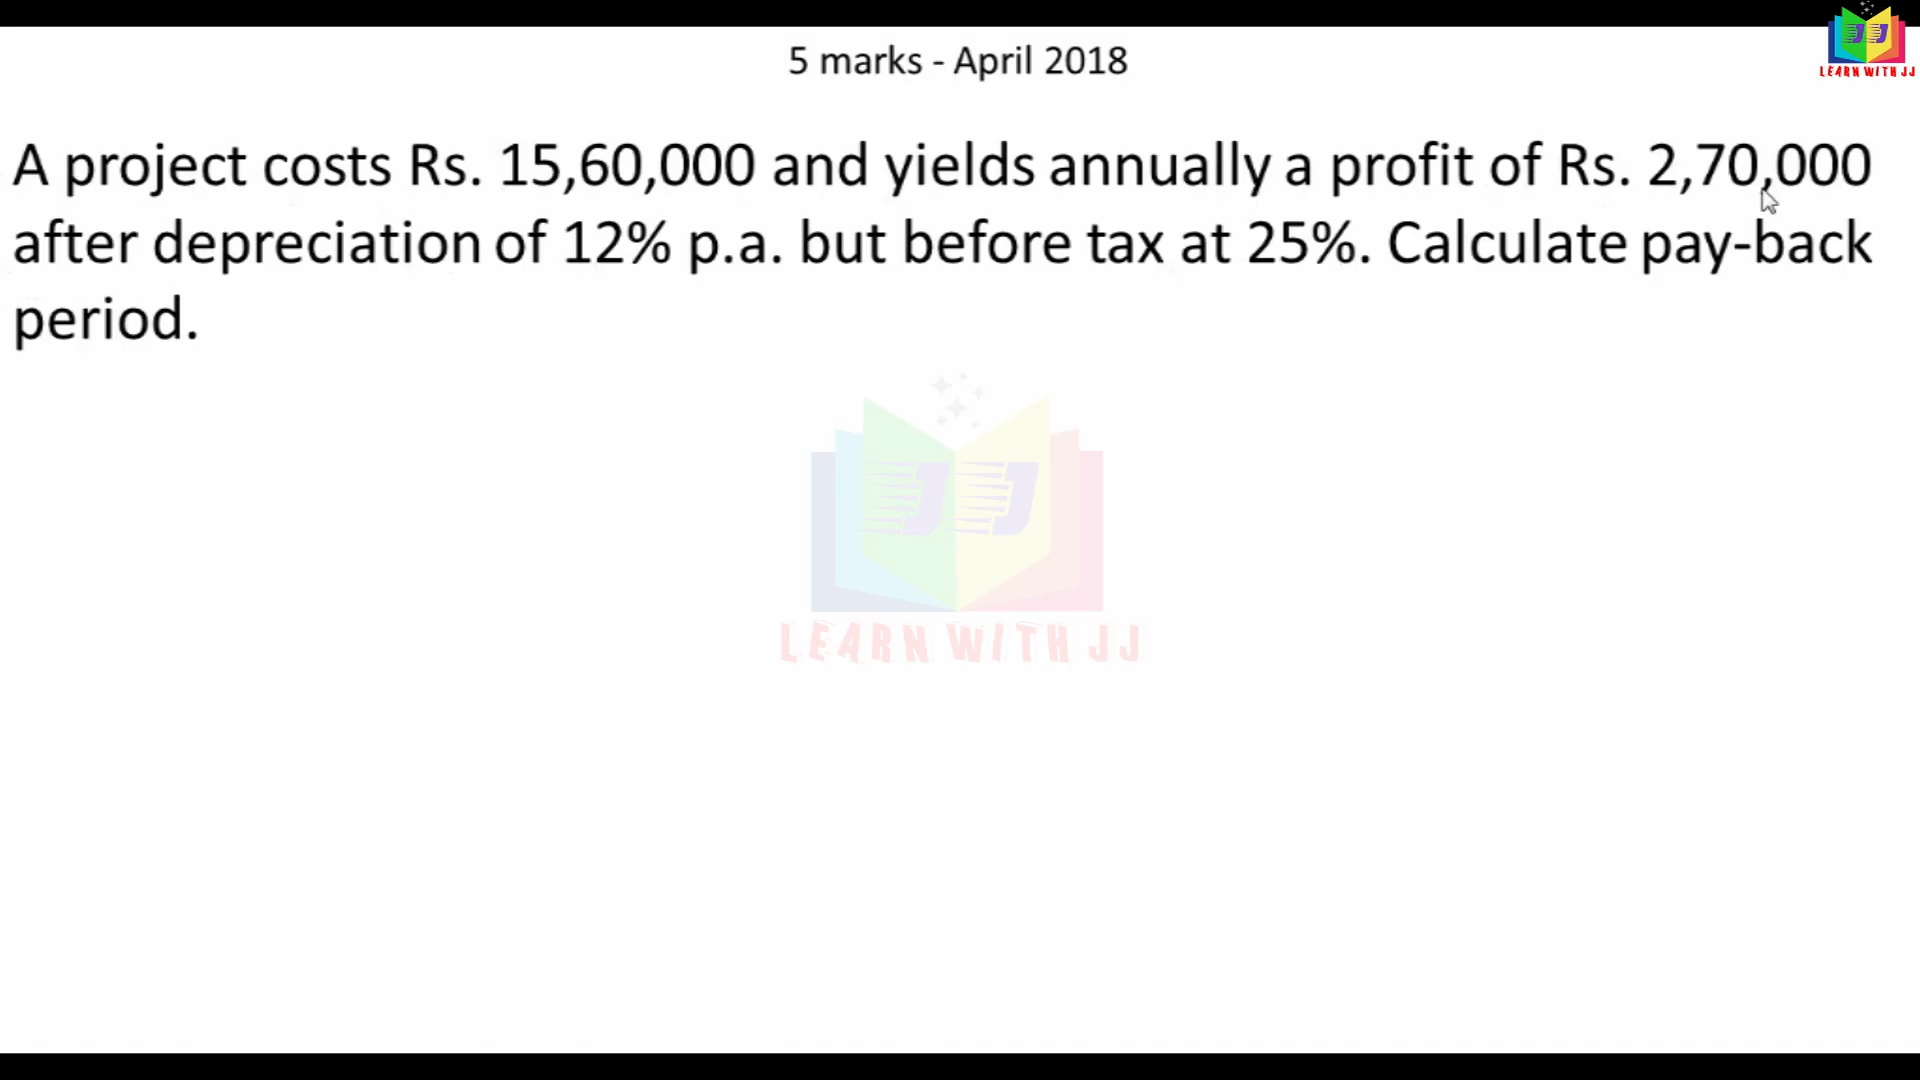 5 marks - April 2018
LEARN WITH JJ
A project costs Rs. 15,60,000 and yields annually a profit of Rs. 2,70,000
after depreciation of 12% p.a. but before tax at 25%. Calculate pay-back
period.
JJ
LEARN WITH JJ